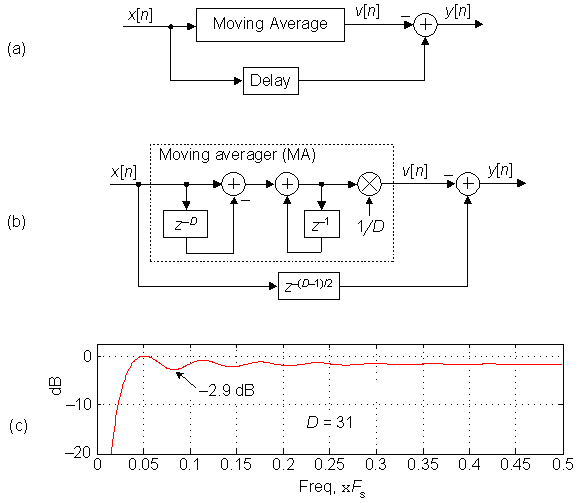 (a)
x[n]
Moving Average
v[n]
–
+
y[n]
Delay
(b)
Moving averager (MA)
x[n]
+
–
+
v[n]
–
+
y[n]
z–D
z–1
1/D
z–(D–1)/2
(c)
dB
0
–10
–20
–2.9 dB
D = 31
0 0.05 0.1 0.15 0.2 0.25 0.3 0.35 0.4 0.45 0.5
Freq, xFs